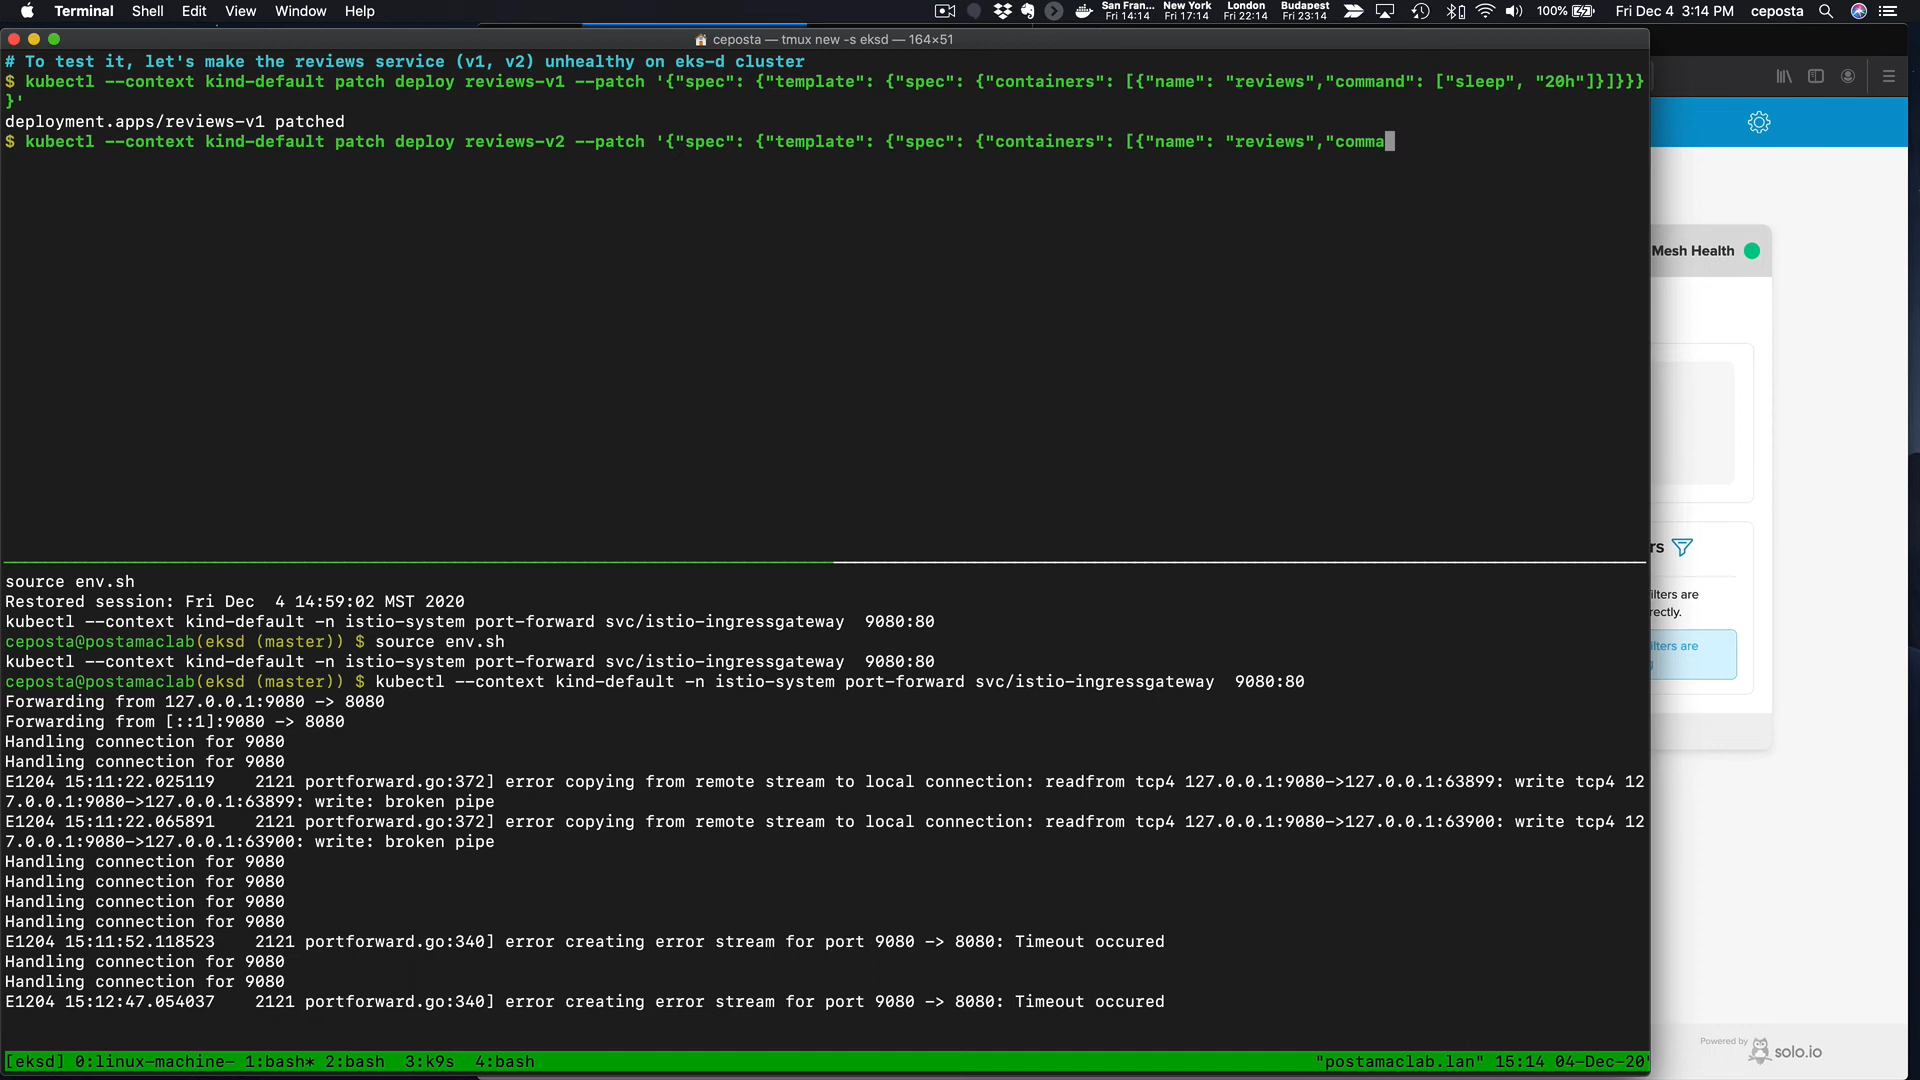 Terminal Shell Edit View Window Help
San Fran... Fri 14:14 New York Fri 17:14 London Fri 22:14 Budapest Fri 23:14 100% Fri Dec 4 3:14 PM ceposta
ceposta — tmux new -s eksd — 164×51
# To test it, let's make the reviews service (v1, v2) unhealthy on eks-d cluster
$ kubectl --context kind-default patch deploy reviews-v1 --patch '{"spec": {"template": {"spec": {"containers": [{"name": "reviews","command": ["sleep", "20h"]}]}}}
}'
deployment.apps/reviews-v1 patched
$ kubectl --context kind-default patch deploy reviews-v2 --patch '{"spec": {"template": {"spec": {"containers": [{"name": "reviews","comma
source env.sh
Restored session: Fri Dec  4 14:59:02 MST 2020
kubectl --context kind-default -n istio-system port-forward svc/istio-ingressgateway  9080:80
ceposta@postamaclab(eksd (master)) $ source env.sh
kubectl --context kind-default -n istio-system port-forward svc/istio-ingressgateway  9080:80
ceposta@postamaclab(eksd (master)) $ kubectl --context kind-default -n istio-system port-forward svc/istio-ingressgateway  9080:80
Forwarding from 127.0.0.1:9080 -> 8080
Forwarding from [::1]:9080 -> 8080
Handling connection for 9080
Handling connection for 9080
E1204 15:11:22.025119    2121 portforward.go:372] error copying from remote stream to local connection: readfrom tcp4 127.0.0.1:9080->127.0.0.1:63899: write tcp4 12
7.0.0.1:9080->127.0.0.1:63899: write: broken pipe
E1204 15:11:22.065891    2121 portforward.go:372] error copying from remote stream to local connection: readfrom tcp4 127.0.0.1:9080->127.0.0.1:63900: write tcp4 12
7.0.0.1:9080->127.0.0.1:63900: write: broken pipe
Handling connection for 9080
Handling connection for 9080
Handling connection for 9080
Handling connection for 9080
E1204 15:11:52.118523    2121 portforward.go:340] error creating error stream for port 9080 -> 8080: Timeout occured
Handling connection for 9080
Handling connection for 9080
E1204 15:12:47.054037    2121 portforward.go:340] error creating error stream for port 9080 -> 8080: Timeout occured
[eksd] 0:linux-machine- 1:bash* 2:bash  3:k9s  4:bash "postamaclab.lan" 15:14 04-Dec-20
Mesh Health
rs
ilters are
rectly.
ilters are
Powered by solo.io